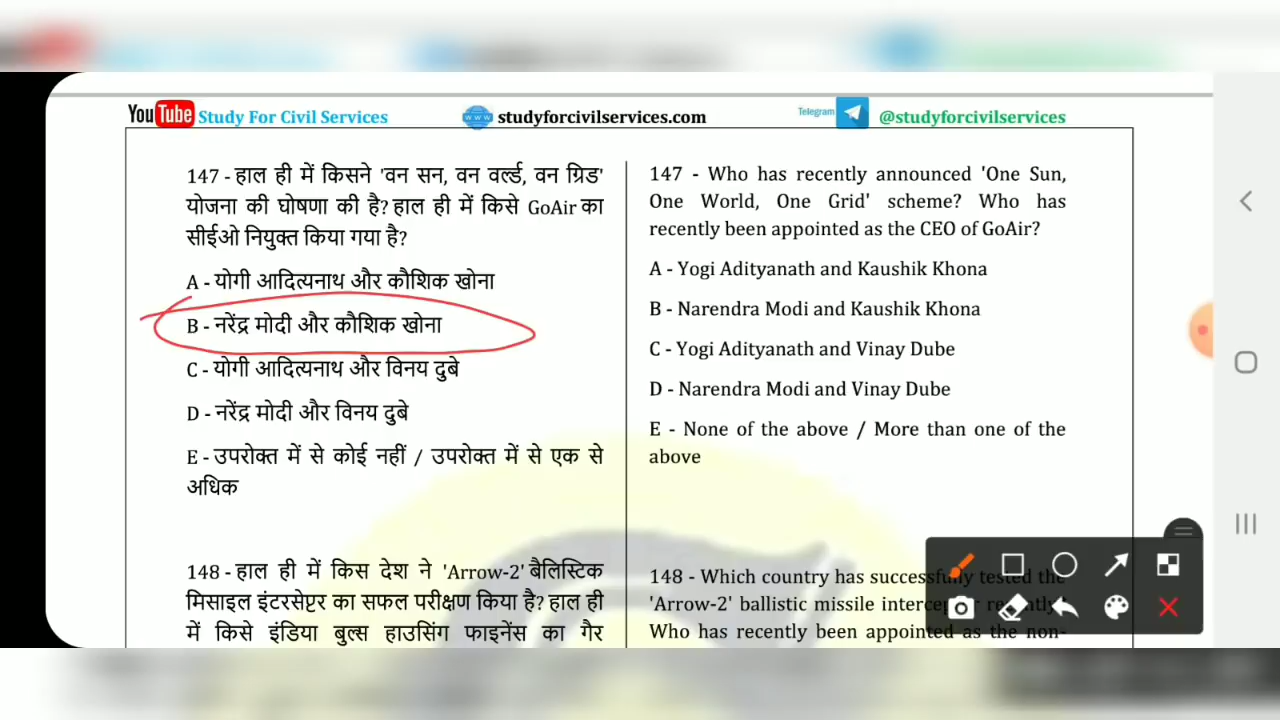 YouTube Study For Civil Services
www studyforcivilservices.com
Telegram @studyforcivilservices
147 - हाल ही में किसने 'वन सन, वन वर्ल्ड, वन ग्रिड'
योजना की घोषणा की है? हाल ही में किसे GoAir का
सीईओ नियुक्त किया गया है?
A - योगी आदित्यनाथ और कौशिक खोना
B - नरेंद्र मोदी और कौशिक खोना
C - योगी आदित्यनाथ और विनय दुबे
D - नरेंद्र मोदी और विनय दुबे
E - उपरोक्त में से कोई नहीं / उपरोक्त में से एक से
अधिक
148 - हाल ही में किस देश ने 'Arrow-2' बैलिस्टिक
मिसाइल इंटरसेप्टर का सफल परीक्षण किया है? हाल ही
में किसे इंडिया बुल्स हाउसिंग फाइनेंस का गैर
147 - Who has recently announced 'One Sun,
One World, One Grid' scheme? Who has
recently been appointed as the CEO of GoAir?
A - Yogi Adityanath and Kaushik Khona
B - Narendra Modi and Kaushik Khona
C - Yogi Adityanath and Vinay Dube
D - Narendra Modi and Vinay Dube
E - None of the above / More than one of the
above
148 - Which country has successfully tested the
'Arrow-2' ballistic missile
Who has recently been appointed as the non-